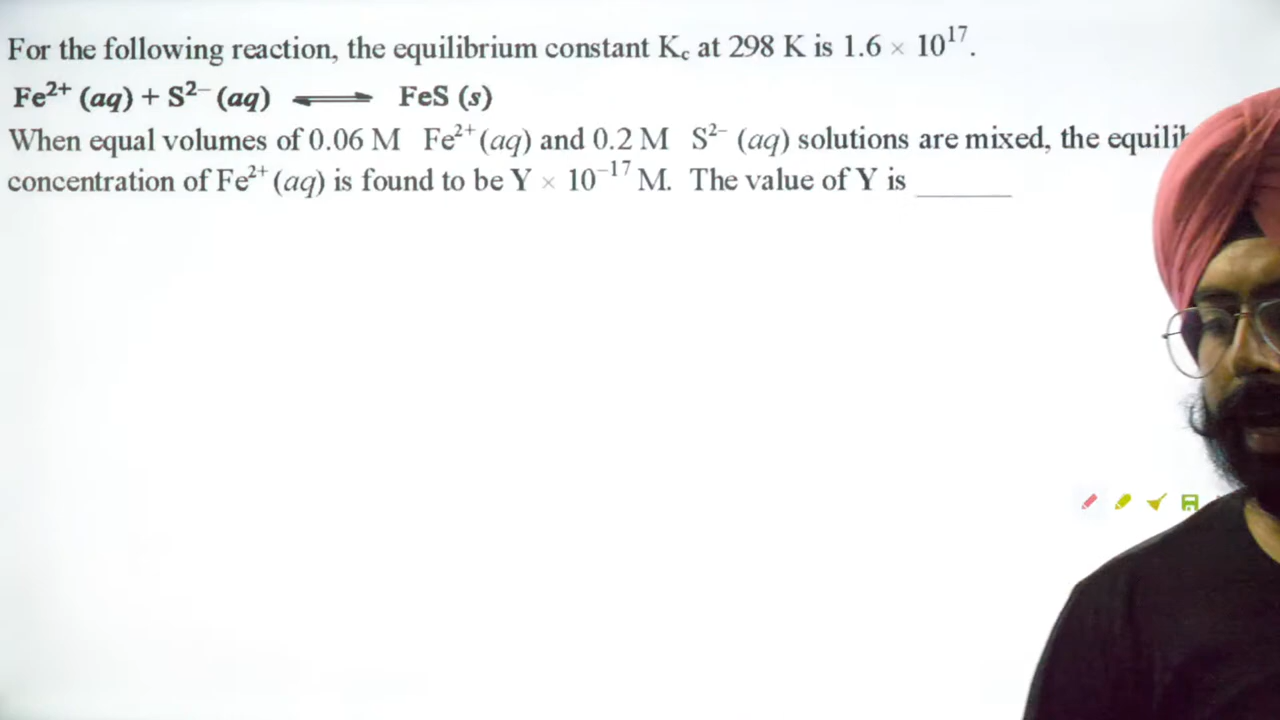 For the following reaction, the equilibrium constant K꜀ at 298 K is 1.6 × 10¹⁷.
Fe²⁺ (aq) + S²⁻ (aq) ⇌ FeS (s)
When equal volumes of 0.06 M Fe²⁺ (aq) and 0.2 M S²⁻ (aq) solutions are mixed, the
concentration of Fe²⁺ (aq) is found to be Y × 10⁻¹⁷ M. The value of Y is ______